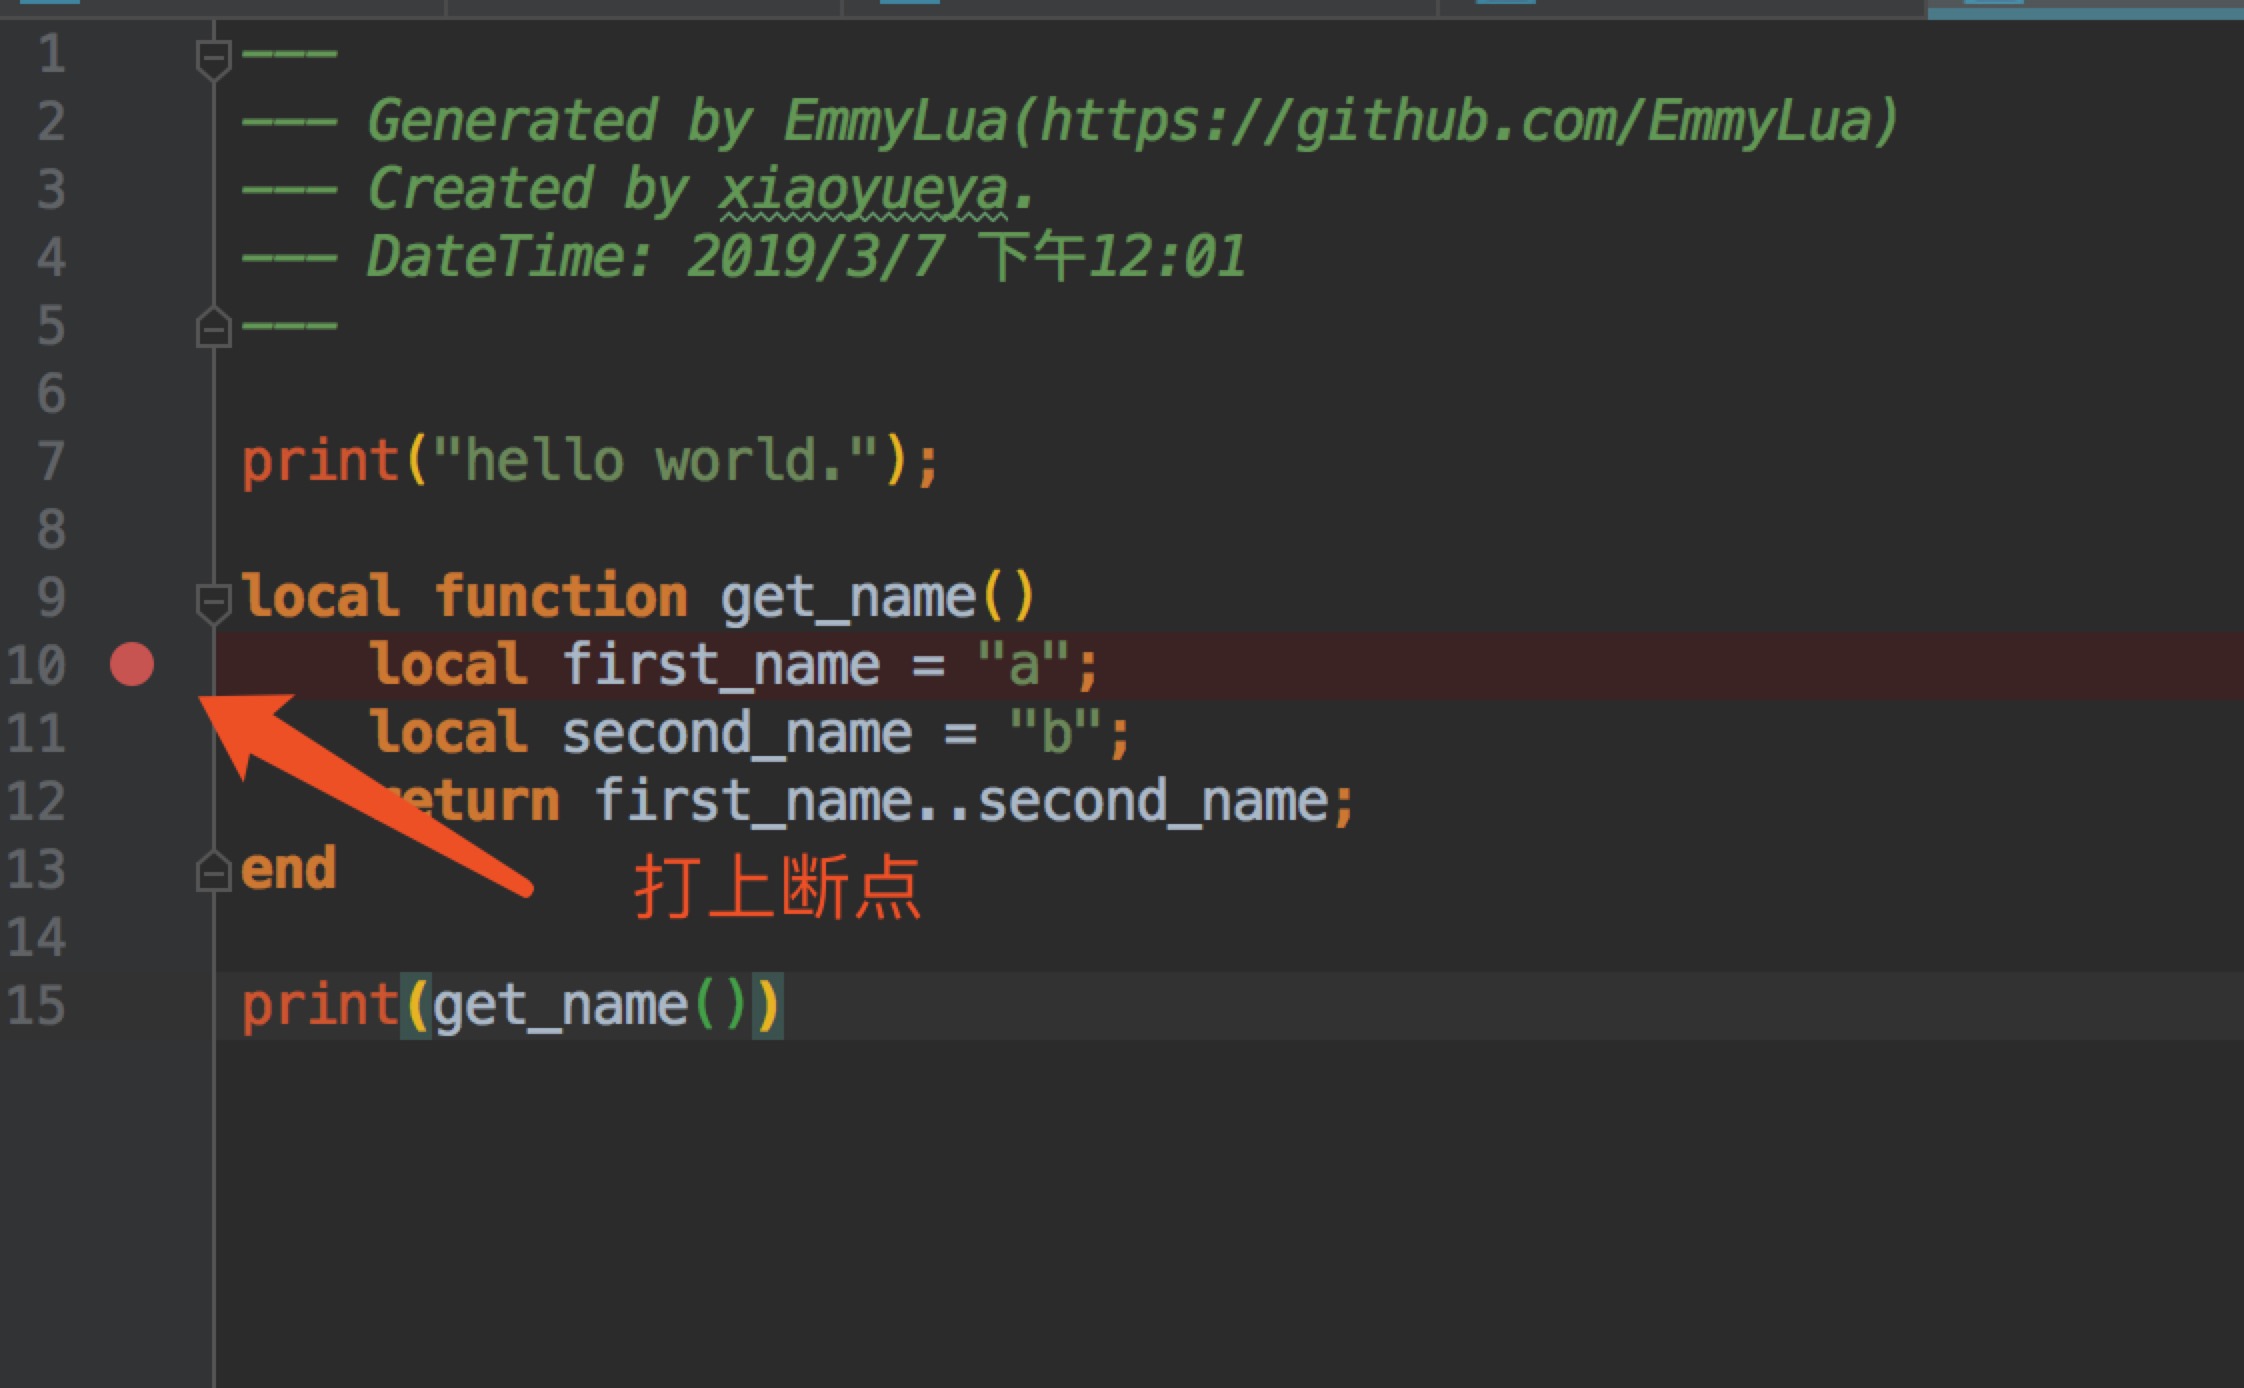 1 ---
2 --- Generated by EmmyLua(https://github.com/EmmyLua)
3 --- Created by xiaoyueya.
4 --- DateTime: 2019/3/7 下午12:01
5 ---
6
7 print("hello world.");
8
9 local function get_name()
10 local first_name = "a";
11 local second_name = "b";
12 return first_name..second_name;
13 end
打上断点
14
15 print(get_name())